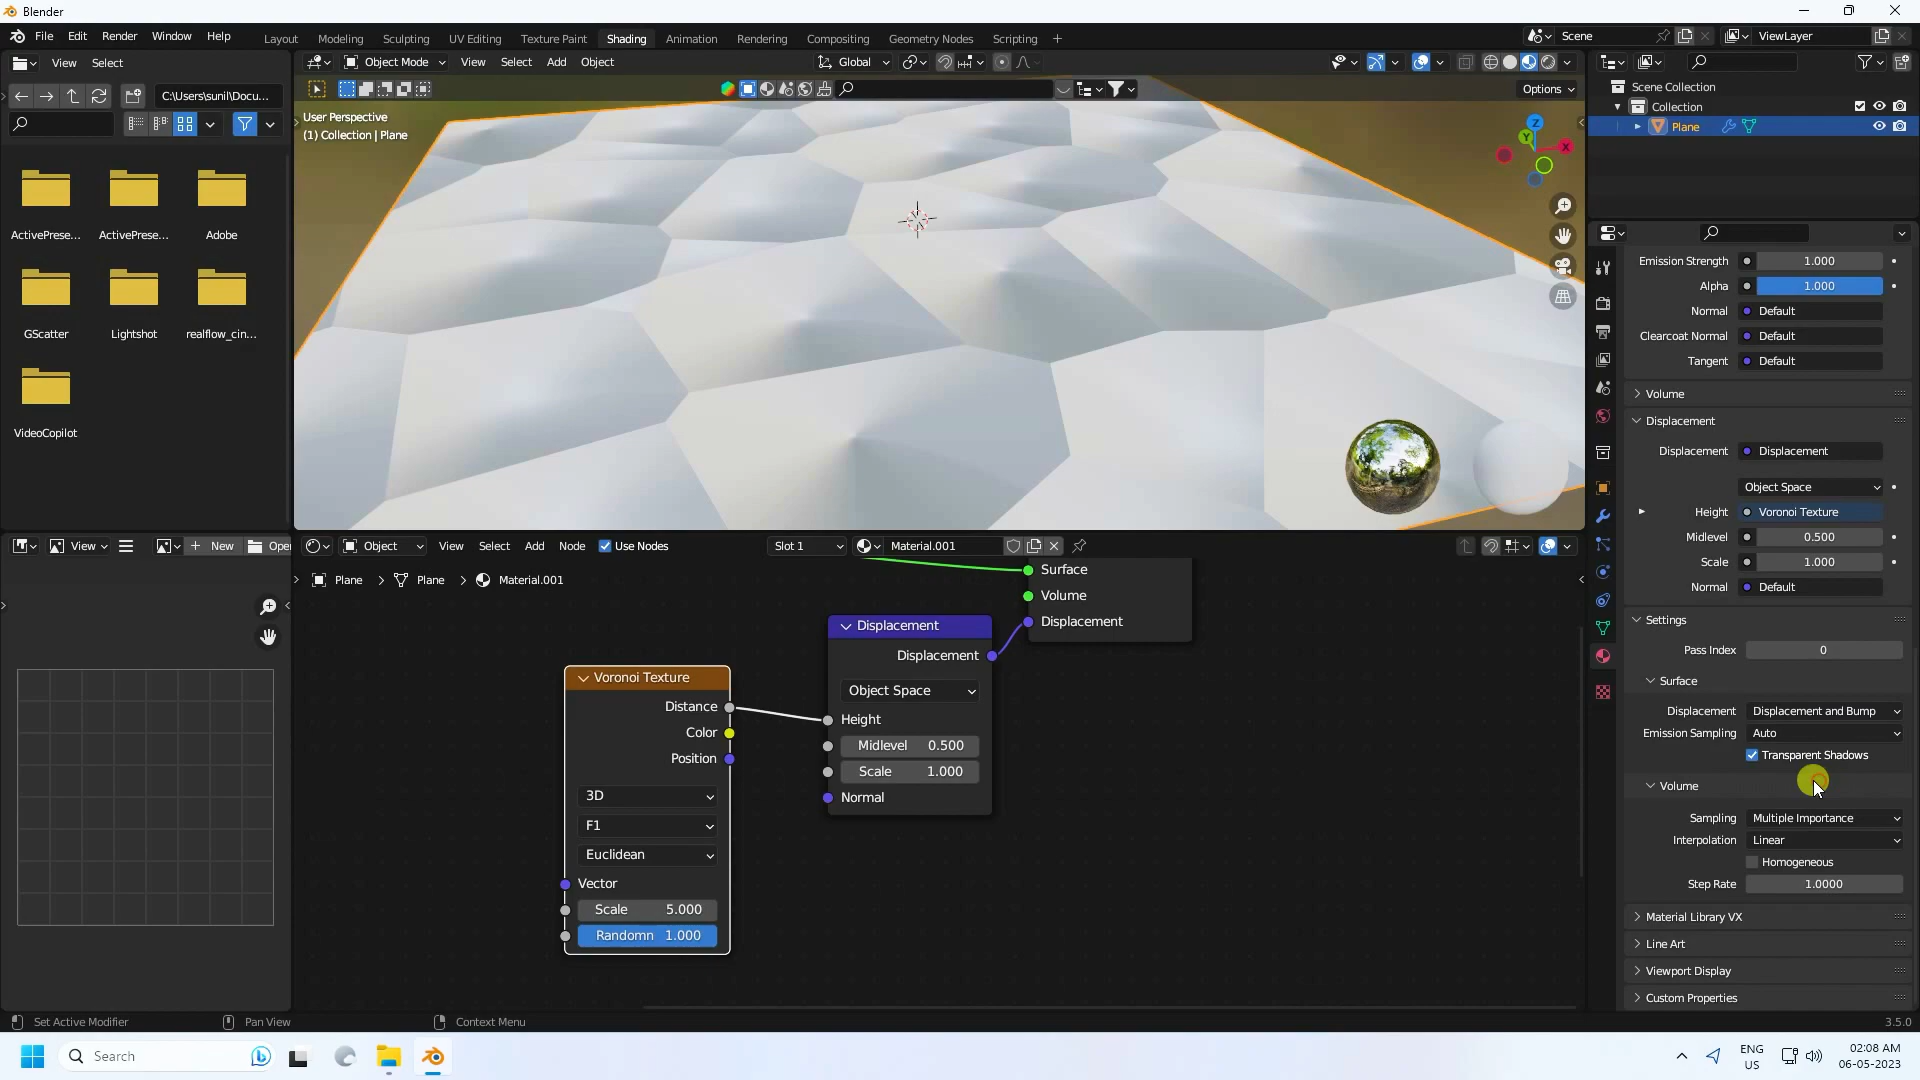 Blender
File Edit Render Window Help Layout Modeling Sculpting UV Editing Texture Paint Shading Animation Rendering Compositing Geometry Nodes Scripting +
Scene
ViewLayer
View Select
Object Mode View Select Add Object
Global
C:\Users\sunil\Docu...
Options
User Perspective
(1) Collection | Plane
Z
Y
X
ActivePrese...
ActivePrese...
Adobe
GScatter
Lightshot
realflow_cin...
VideoCopilot
Scene Collection
Collection
Plane
Emission Strength 1.000
Alpha 1.000
Normal Default
Clearcoat Normal Default
Tangent Default
Volume
Displacement
Displacement Displacement
Object Space
Height Voronoi Texture
Midlevel 0.500
Scale 1.000
Normal Default
Settings
Pass Index 0
Surface
Displacement Displacement and Bump
Emission Sampling Auto
Transparent Shadows
Volume
Sampling Multiple Importance
Interpolation Linear
Homogeneous
Step Rate 1.0000
Material Library VX
Line Art
Viewport Display
Custom Properties
View
+ New
Open
Object View Select Add Node Use Nodes
Slot 1
Material.001
Plane > Plane > Material.001
Surface
Volume
Displacement
Displacement
Displacement
Object Space
Height
Midlevel 0.500
Scale 1.000
Normal
Voronoi Texture
Distance
Color
Position
3D
F1
Euclidean
Vector
Scale 5.000
Randomn 1.000
Set Active Modifier
Pan View
Context Menu
3.5.0
Search
ENG
US
02:08 AM
06-05-2023